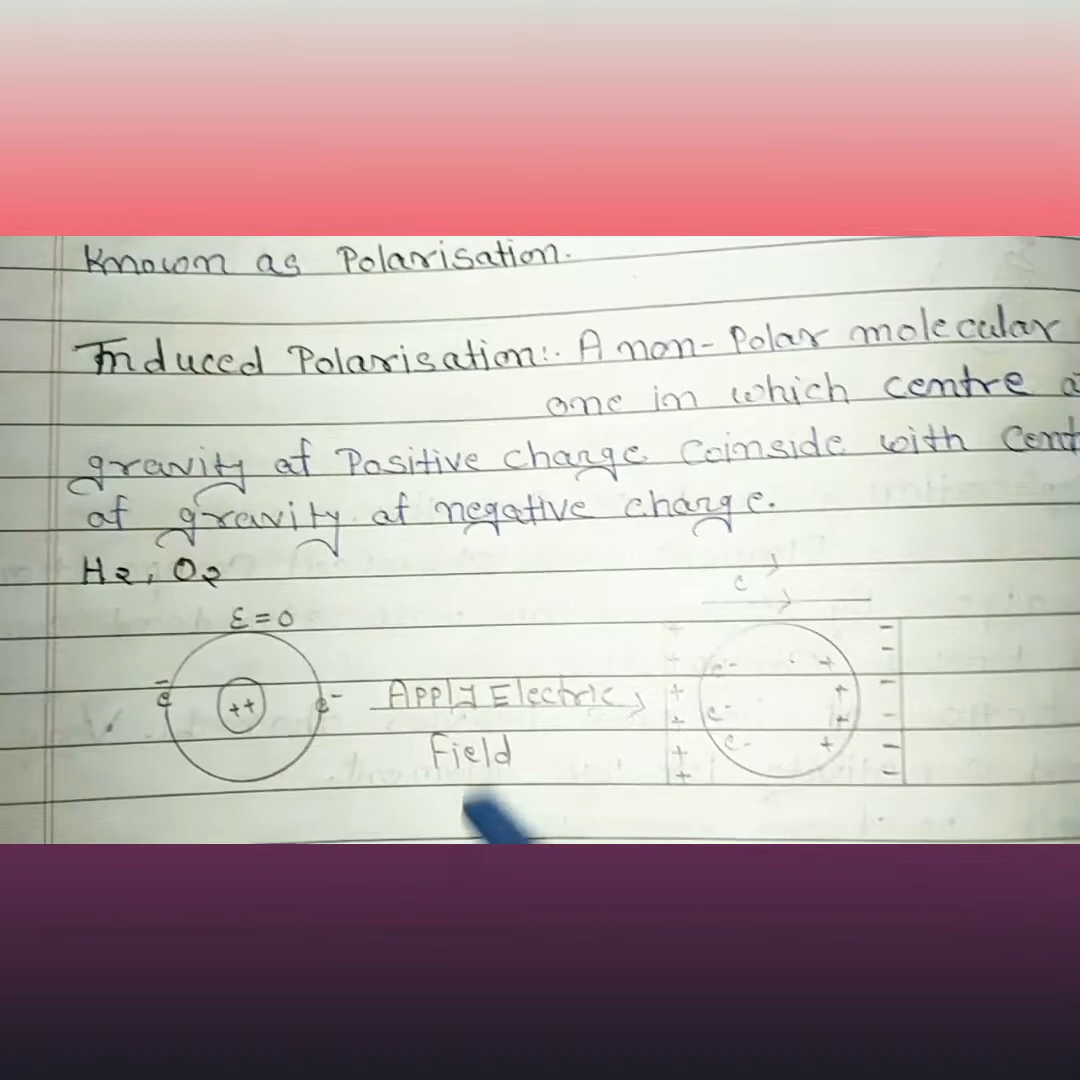 Known as Polarisation.
Induced Polarisation:- A non-Polar molecular
one in which centre
gravity of Positive charge Coinside with Cent
of gravity of negative charge.
H2, O2
ε=0
e-
++
e-
Apply Electric
Field
e
+ + + + + +
e- e- e-
+ + + +
- - - - - -